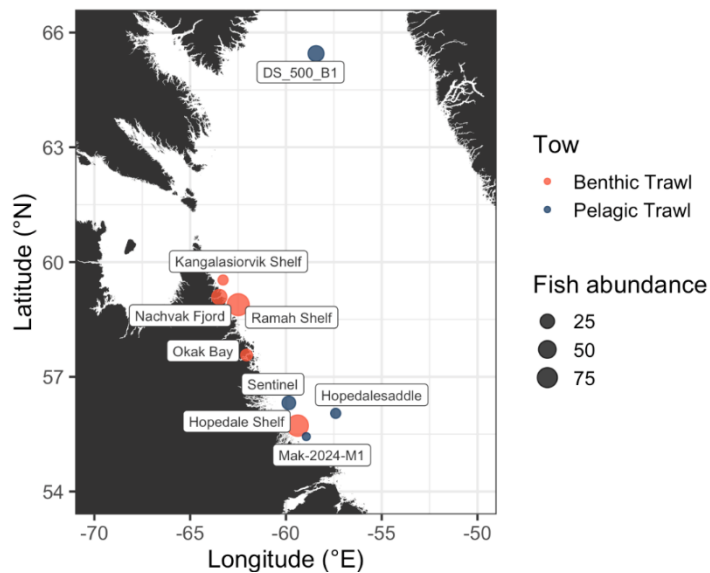 66
63
60
57
54
Latitude (°N)
DS_500_B1
Kangalasiorvik Shelf
Nachvak Fjord
Ramah Shelf
Okak Bay
Sentinel
Hopedalesaddle
Hopedale Shelf
Mak-2024-M1
-70
-65
-60
-55
-50
Longitude (°E)
Tow
Benthic Trawl
Pelagic Trawl
Fish abundance
25
50
75